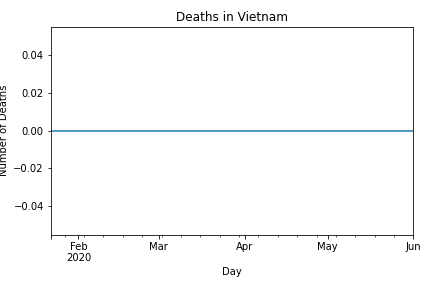 Deaths in Vietnam
Number of Deaths
0.04
0.02
0.00
−0.02
−0.04
Feb
2020
Mar
Apr
May
Jun
Day